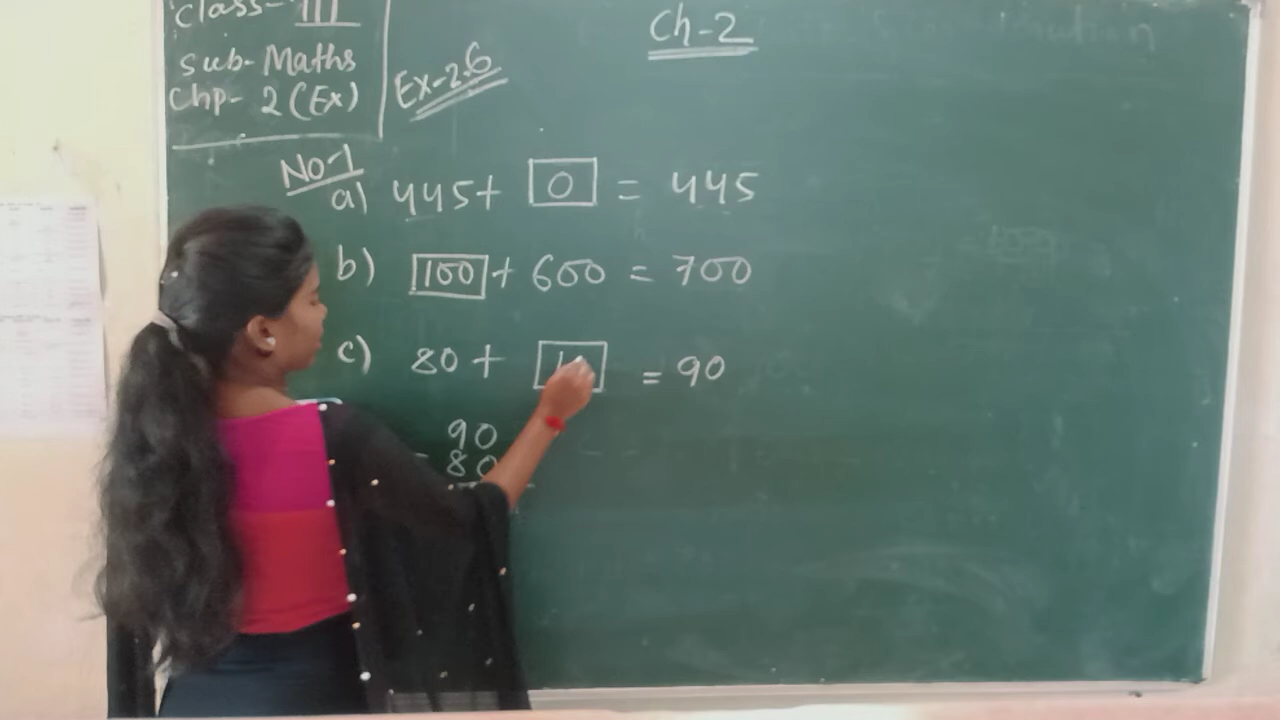 Class- III
Sub- Maths
Chp- 2 (Ex)
Ch-2
Ex-2.6
No-1
a) 445+ 0 = 445
b) 100 + 600 = 700
c) 80 + = 90
90
- 80